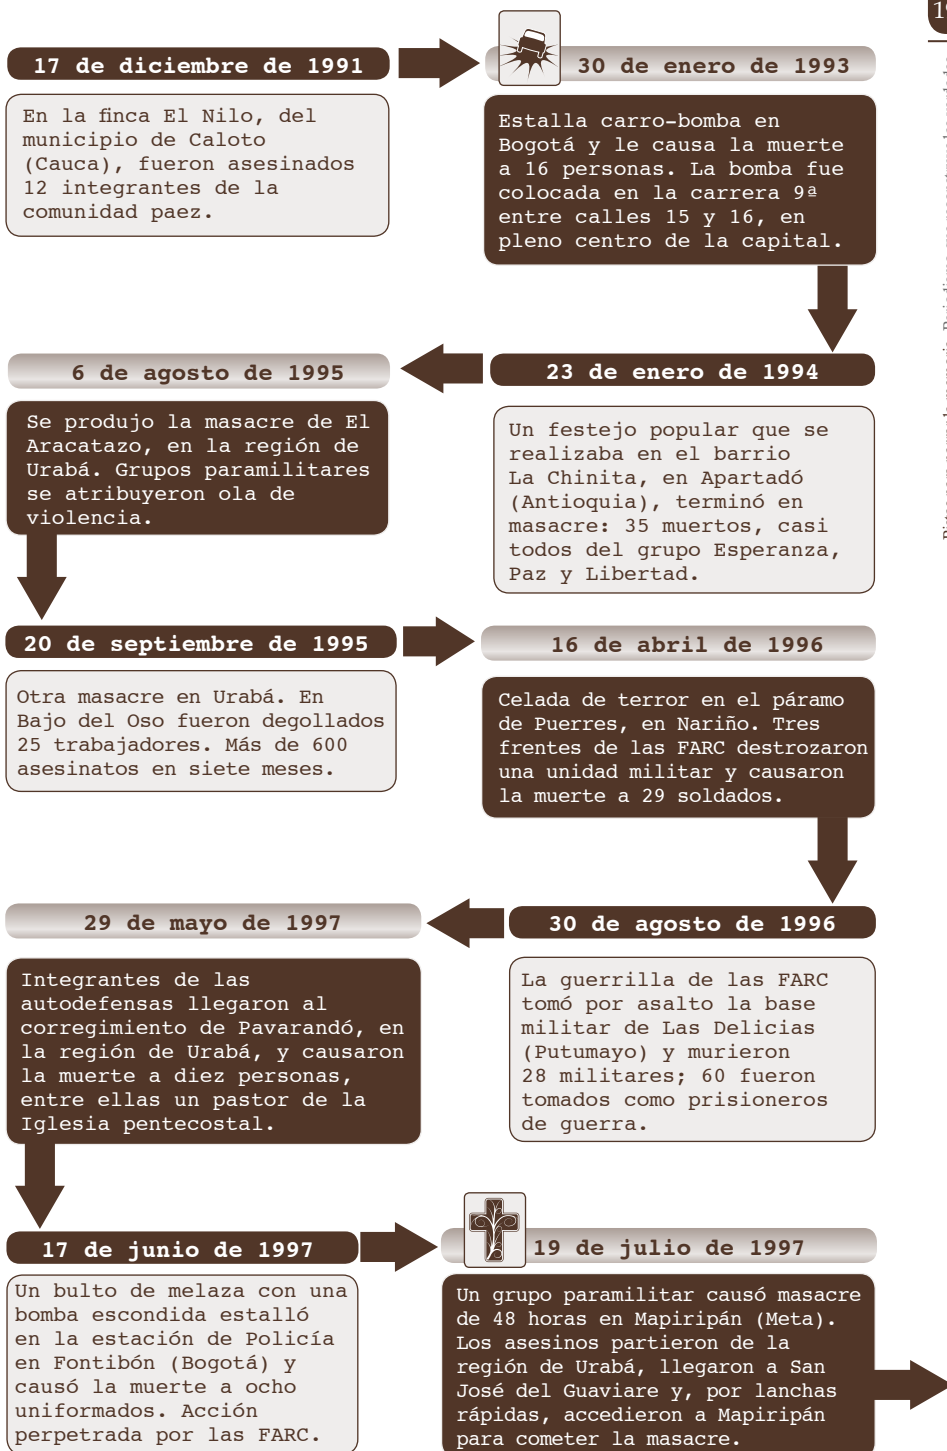 17 de diciembre de 1991
En la finca El Nilo, del
municipio de Caloto
(Cauca), fueron asesinados
12 integrantes de la
comunidad paez.
30 de enero de 1993
Estalla carro-bomba en
Bogotá y le causa la muerte
a 16 personas. La bomba fue
colocada en la carrera 9ª
entre calles 15 y 16, en
pleno centro de la capital.
23 de enero de 1994
Un festejo popular que se
realizaba en el barrio
La Chinita, en Apartadó
(Antioquia), terminó en
masacre: 35 muertos, casi
todos del grupo Esperanza,
Paz y Libertad.
6 de agosto de 1995
Se produjo la masacre de El
Aracatazo, en la región de
Urabá. Grupos paramilitares
se atribuyeron ola de
violencia.
20 de septiembre de 1995
Otra masacre en Urabá. En
Bajo del Oso fueron degollados
25 trabajadores. Más de 600
asesinatos en siete meses.
16 de abril de 1996
Celada de terror en el páramo
de Puerres, en Nariño. Tres
frentes de las FARC destrozaron
una unidad militar y causaron
la muerte a 29 soldados.
30 de agosto de 1996
La guerrilla de las FARC
tomó por asalto la base
militar de Las Delicias
(Putumayo) y murieron
28 militares; 60 fueron
tomados como prisioneros
de guerra.
29 de mayo de 1997
Integrantes de las
autodefensas llegaron al
corregimiento de Pavarandó, en
la región de Urabá, y causaron
la muerte a diez personas,
entre ellas un pastor de la
Iglesia pentecostal.
17 de junio de 1997
Un bulto de melaza con una
bomba escondida estalló
en la estación de Policía
en Fontibón (Bogotá) y
causó la muerte a ocho
uniformados. Acción
perpetrada por las FARC.
19 de julio de 1997
Un grupo paramilitar causó masacre
de 48 horas en Mapiripán (Meta).
Los asesinos partieron de la
región de Urabá, llegaron a San
José del Guaviare y, por lanchas
rápidas, accedieron a Mapiripán
para cometer la masacre.